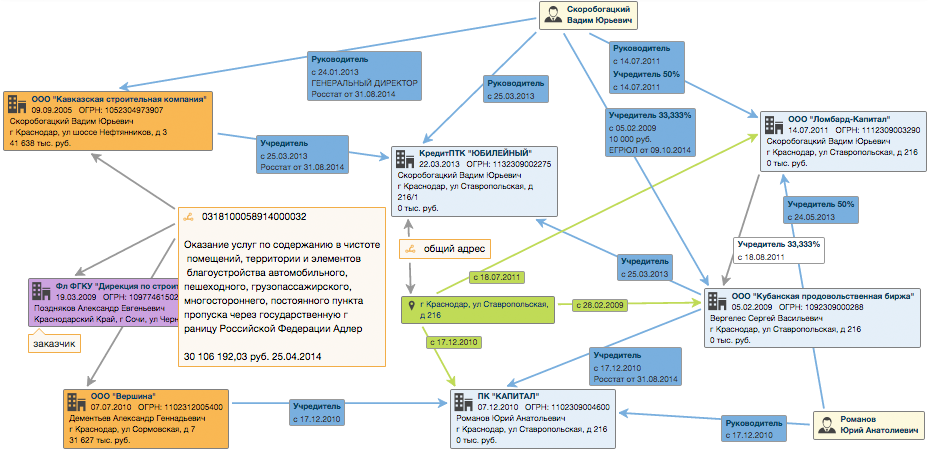 Скоробогацкий
Вадим Юрьевич
Руководитель
с 24.01.2013
ГЕНЕРАЛЬНЫЙ ДИРЕКТОР
Росстат от 31.08.2014
Руководитель
с 25.03.2013
Руководитель
с 14.07.2011
Учредитель 50%
с 14.07.2011
ООО "Кавказская строительная компания"
09.09.2005 ОГРН: 1052304973907
Скоробогацкий Вадим Юрьевич
г Краснодар, ул шоссе Нефтянников, д 3
41 638 тыс. руб.
Учредитель
с 25.03.2013
Росстат от 31.08.2014
Учредитель 33,333%
с 05.02.2009
10 000 руб.
ЕГРЮЛ от 09.10.2014
ООО "Ломбард-Капитал"
14.07.2011 ОГРН: 1112309003290
Скоробогацкий Вадим Юрьевич
г Краснодар, ул Ставропольская, д 216
0 тыс. руб.
КредитПТК "ЮБИЛЕЙНЫЙ"
22.03.2013 ОГРН: 1132309002275
Скоробогацкий Вадим Юрьевич
г Краснодар, ул Ставропольская, д
216/1
0 тыс. руб.
Учредитель 50%
с 24.05.2013
0318100058914000032
Оказание услуг по содержанию в чистоте
помещений, территории и элементов
благоустройства автомобильного,
пешеходного, грузопассажирского,
многостороннего, постоянного пункта
пропуска через государственную г
раницу Российской Федерации Адлер
30 106 192,03 руб. 25.04.2014
общий адрес
Учредитель 33,333%
с 18.08.2011
Учредитель
с 25.03.2013
с 18.07.2011
Фл ФГКУ "Дирекция по строит
19.03.2009 ОГРН: 10977461502
Поздняков Александр Евгеньевич
Краснодарский Край, г Сочи, ул Черн
заказчик
г Краснодар, ул Ставропольская,
д 216
с 28.02.2009
с 17.12.2010
ООО "Кубанская продовольственная биржа"
05.02.2009 ОГРН: 1092309000288
Вергелес Сергей Васильевич
г Краснодар, ул Ставропольская, д 216
0 тыс. руб.
Учредитель
с 17.12.2010
Росстат от 31.08.2014
ООО "Вершина"
07.07.2010 ОГРН: 1102312005400
Дементьев Александр Геннадьевич
г Краснодар, ул Сормовская, д 7
31 627 тыс. руб.
Учредитель
с 17.12.2010
ПК "КАПИТАЛ"
07.12.2010 ОГРН: 1102309004600
Романов Юрий Анатольевич
г Краснодар, ул Ставропольская, д 216
0 тыс. руб.
Руководитель
с 17.12.2010
Романов
Юрий Анатолиевич